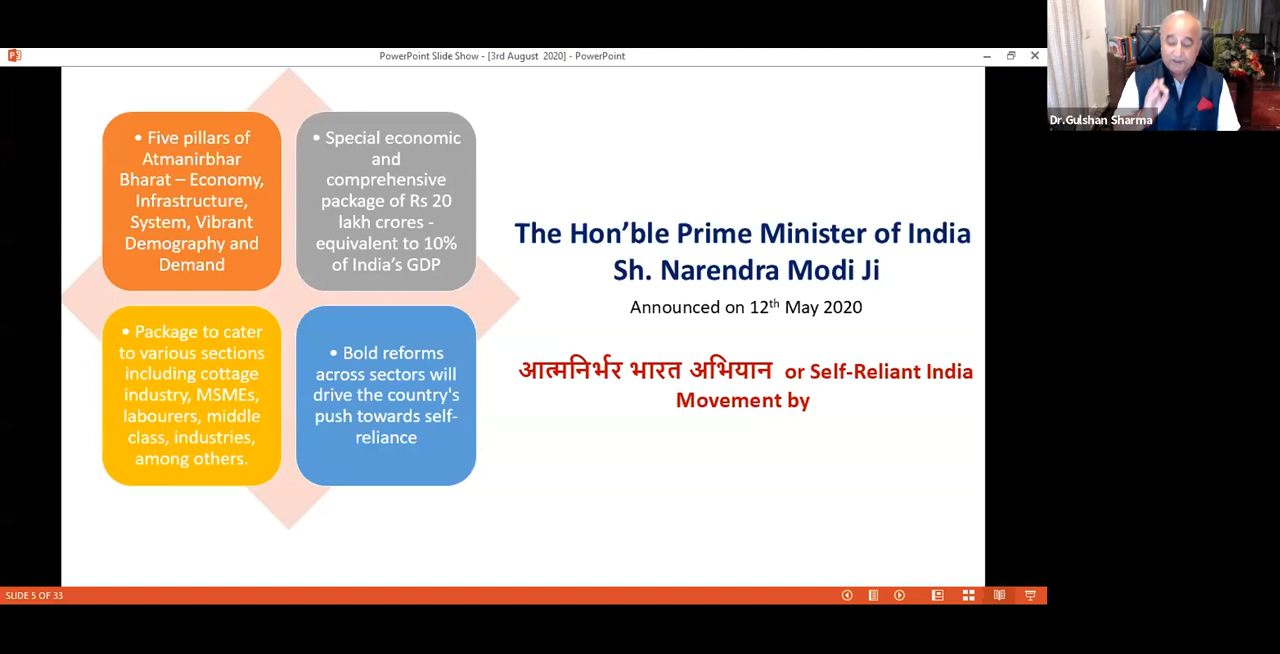 PowerPoint Slide Show - [3rd August 2020] - PowerPoint
Dr.Gulshan Sharma
• Five pillars of
Atmanirbhar
Bharat – Economy,
Infrastructure,
System, Vibrant
Demography and
Demand
• Special economic
and
comprehensive
package of Rs 20
lakh crores -
equivalent to 10%
of India’s GDP
• Package to cater
to various sections
including cottage
industry, MSMEs,
labourers, middle
class, industries,
among others.
• Bold reforms
across sectors will
drive the country's
push towards self-
reliance
The Hon’ble Prime Minister of India
Sh. Narendra Modi Ji
Announced on 12th May 2020
आत्मनिर्भर भारत अभियान or Self-Reliant India
Movement by
SLIDE 5 OF 33